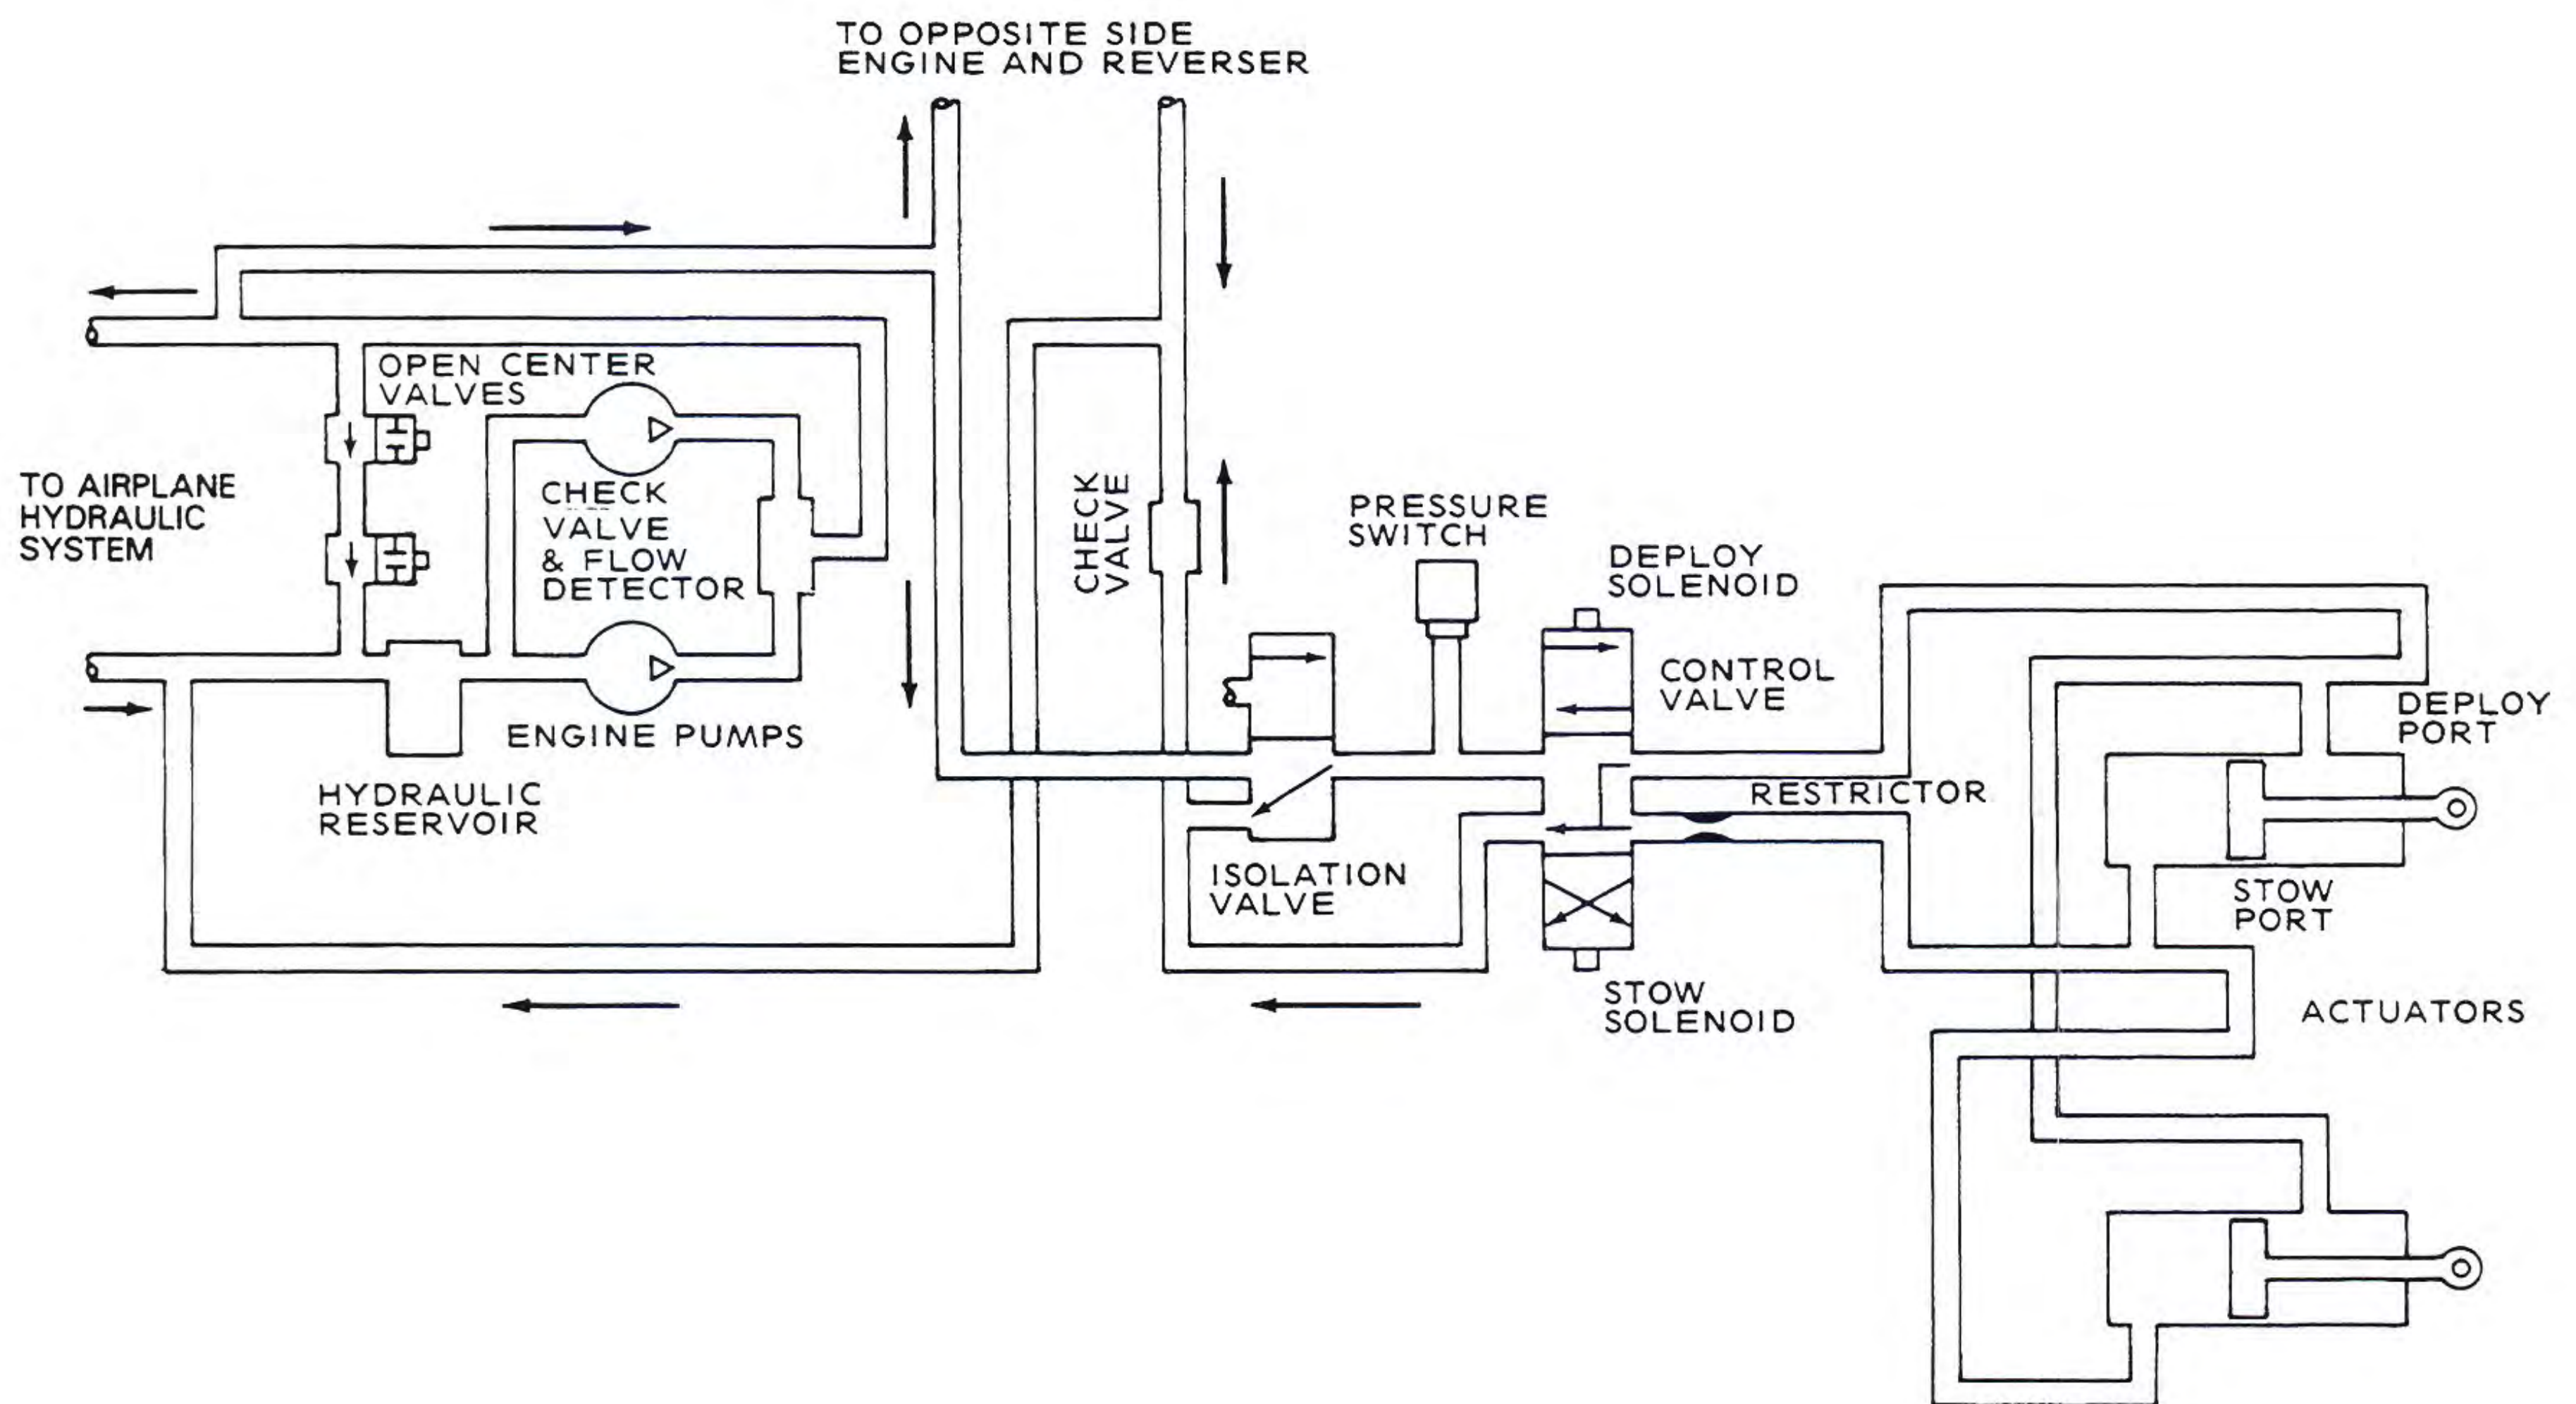 TO OPPOSITE SIDE
ENGINE AND REVERSER
OPEN CENTER
VALVES
TO AIRPLANE
HYDRAULIC
SYSTEM
CHECK
VALVE
& FLOW
DETECTOR
ENGINE PUMPS
HYDRAULIC
RESERVOIR
CHECK
VALVE
PRESSURE
SWITCH
DEPLOY
SOLENOID
CONTROL
VALVE
DEPLOY
PORT
RESTRICTOR
ISOLATION
VALVE
STOW
PORT
STOW
SOLENOID
ACTUATORS